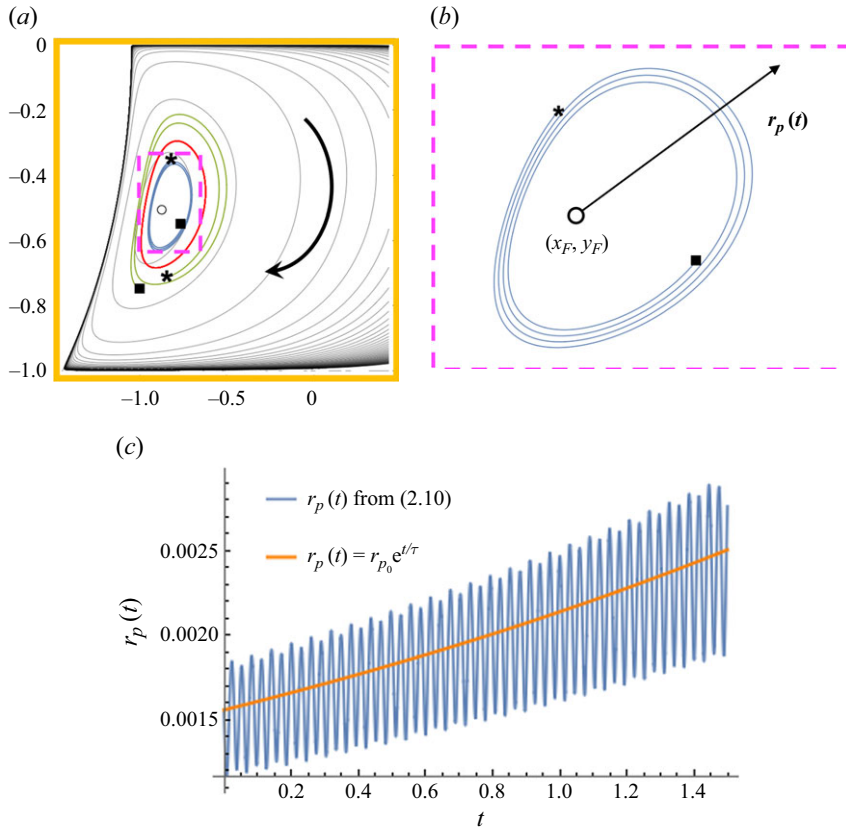 (a)
(b)
0
–0.2
–0.4
–0.6
–0.8
–1.0
–1.0 –0.5 0
*
*
*
r_p (t)
(x_F, y_F)
(c)
r_p (t) from (2.10)
r_p (t) = r_{p_0} e^{t/τ}
r_p (t)
0.0025
0.0020
0.0015
0.2 0.4 0.6 0.8 1.0 1.2 1.4
t